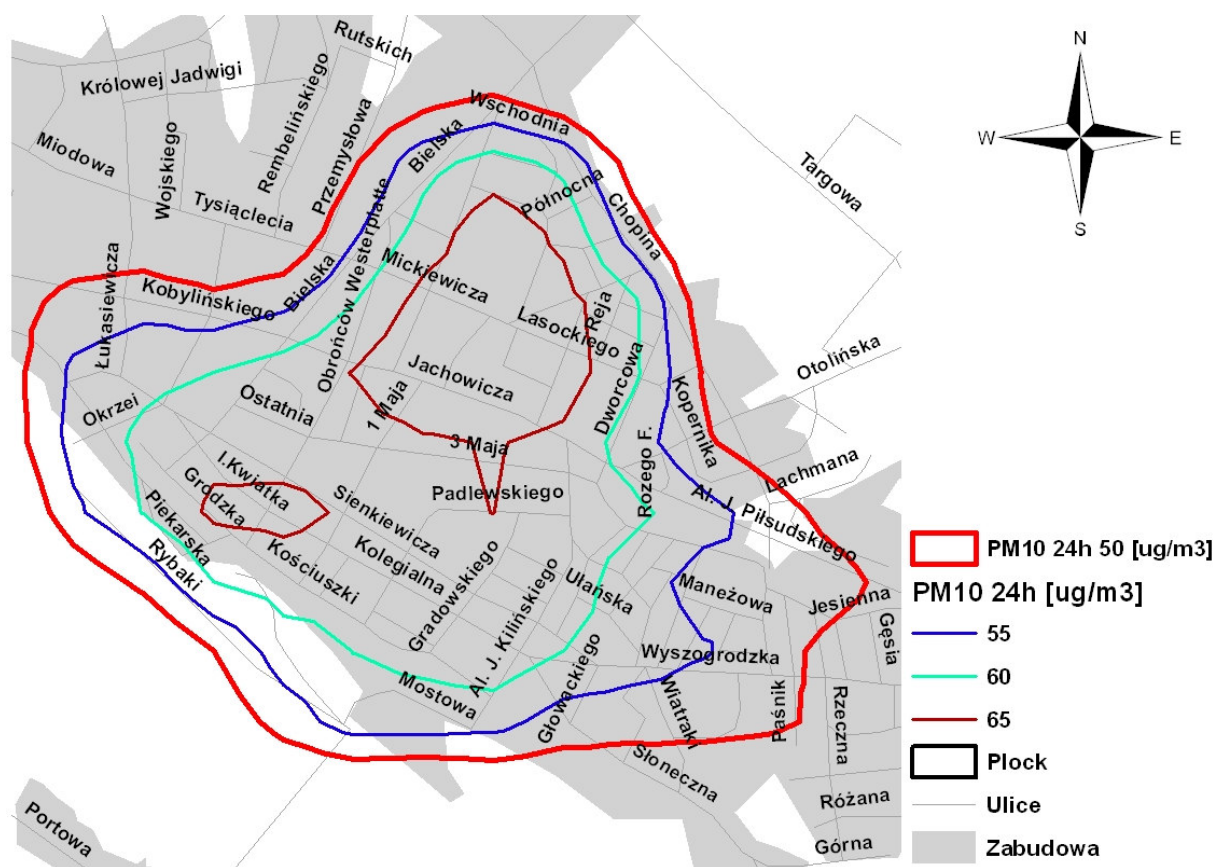 Rutskich
Królowej Jadwigi
Rembelińskiego
Przemysłowa
Wschodnia
Bielska
Miodowa
Wojskiego
Tysiąclecia
Północna
Chopina
Targowa
N
W
E
S
Łukasiewicza
Kobylińskiego
Bielska
Obrońców Westerplatte
Mickiewicza
Lasockiego
Reja
Dworcowa
Otolińska
Okrzei
Ostatnia
1 Maja
Jachowicza
3 Maja
Kopernika
Lachmana
Rozego F.
Al. J. Piłsudskiego
I.Kwiatka
Grodzka
Sienkiewicza
Padlewskiego
Piekarska
Rybaki
Kościuszki
Kolegialna
Gradowskiego
Al. J. Kilińskiego
Ułańska
Maneżowa
Jesienna
Gęsia
Wyszogrodzka
Mostowa
Głowackiego
Wiatraki
Paśnik
Rzeczna
Słoneczna
Różana
Górna
Portowa
PM10 24h 50 [ug/m3]
PM10 24h [ug/m3]
55
60
65
Plock
Ulice
Zabudowa